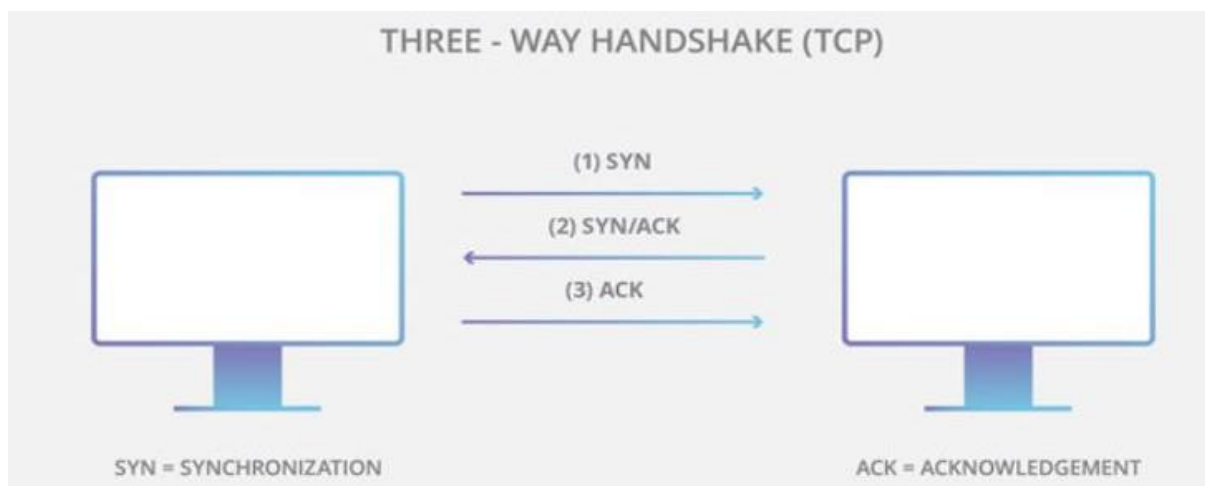 THREE - WAY HANDSHAKE (TCP)
(1) SYN
(2) SYN/ACK
(3) ACK
SYN = SYNCHRONIZATION
ACK = ACKNOWLEDGEMENT